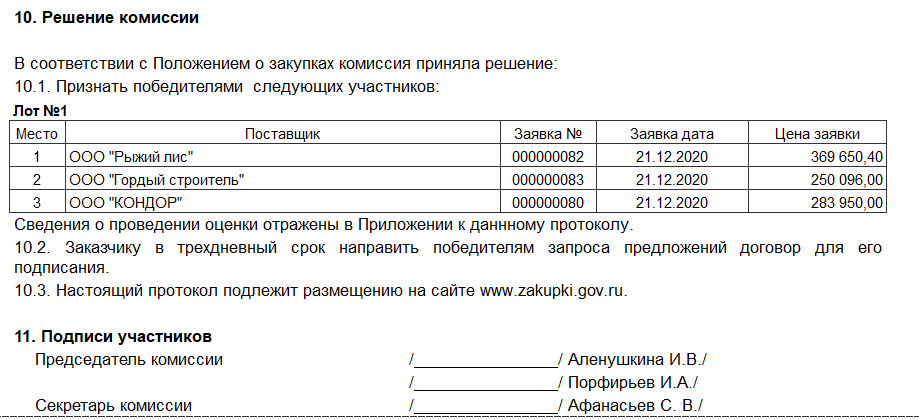 10. Решение комиссии
В соответствии с Положением о закупках комиссия приняла решение:
10.1. Признать победителями следующих участников:
Лот №1
Место Поставщик Заявка № Заявка дата Цена заявки
1 ООО "Рыжий лис" 000000082 21.12.2020 369 650,40
2 ООО "Гордый строитель" 000000083 21.12.2020 250 096,00
3 ООО "КОНДОР" 000000080 21.12.2020 283 950,00
Сведения о проведении оценки отражены в Приложении к даннному протоколу.
10.2. Заказчику в трехдневный срок направить победителям запроса предложений договор для его
подписания.
10.3. Настоящий протокол подлежит размещению на сайте www.zakupki.gov.ru.
11. Подписи участников
Председатель комиссии /________________/ Аленушкина И.В./
/________________/ Порфирьев И.А./
Секретарь комиссии /________________/ Афанасьев С. В./